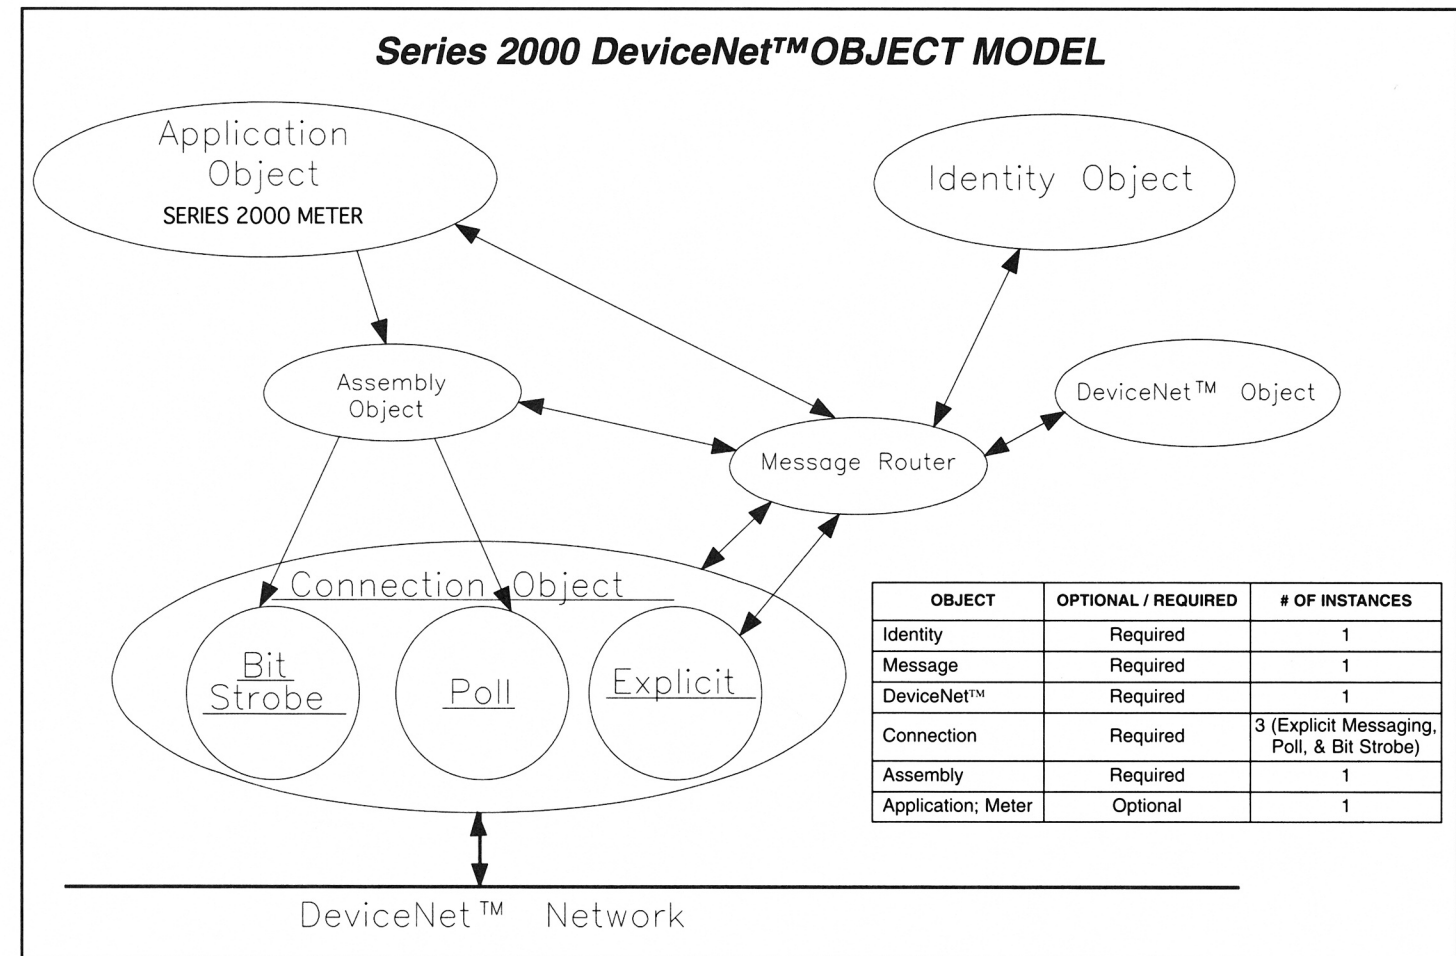 Series 2000 DeviceNet™ OBJECT MODEL
Application
Object
SERIES 2000 METER
Identity Object
Assembly
Object
DeviceNet™ Object
Message Router
Connection Object
Bit
Strobe
Poll
Explicit
DeviceNet™ Network
OBJECT OPTIONAL / REQUIRED # OF INSTANCES
Identity Required 1
Message Required 1
DeviceNet™ Required 1
Connection Required 3 (Explicit Messaging,
Poll, & Bit Strobe)
Assembly Required 1
Application; Meter Optional 1